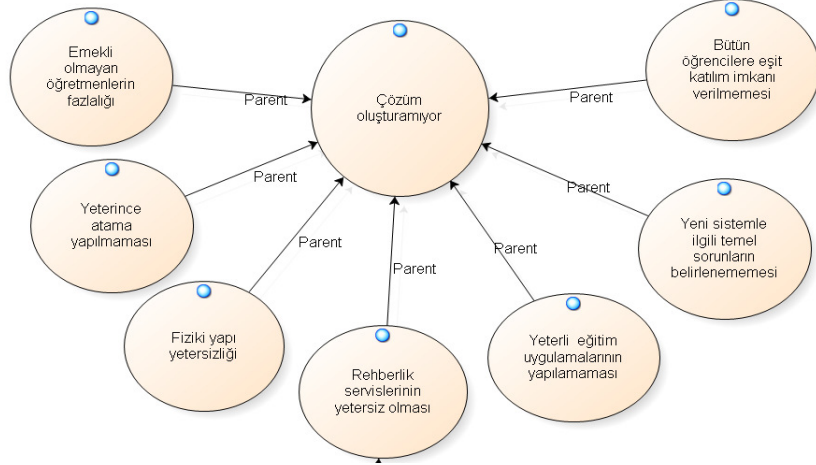 Emekli
olmayan
öğretmenlerin
fazlalığı
Çözüm
oluşturamıyor
Bütün
öğrencilere eşit
katılım imkanı
verilmemesi
Parent
Parent
Yeterince
atama
yapılmaması
Parent
Parent
Yeni sistemle
ilgili temel
sorunların
belirlenememesi
Parent
Parent
Parent
Fiziki yapı
yetersizliği
Rehberlik
servislerinin
yetersiz olması
Yeterli eğitim
uygulamalarının
yapılamaması